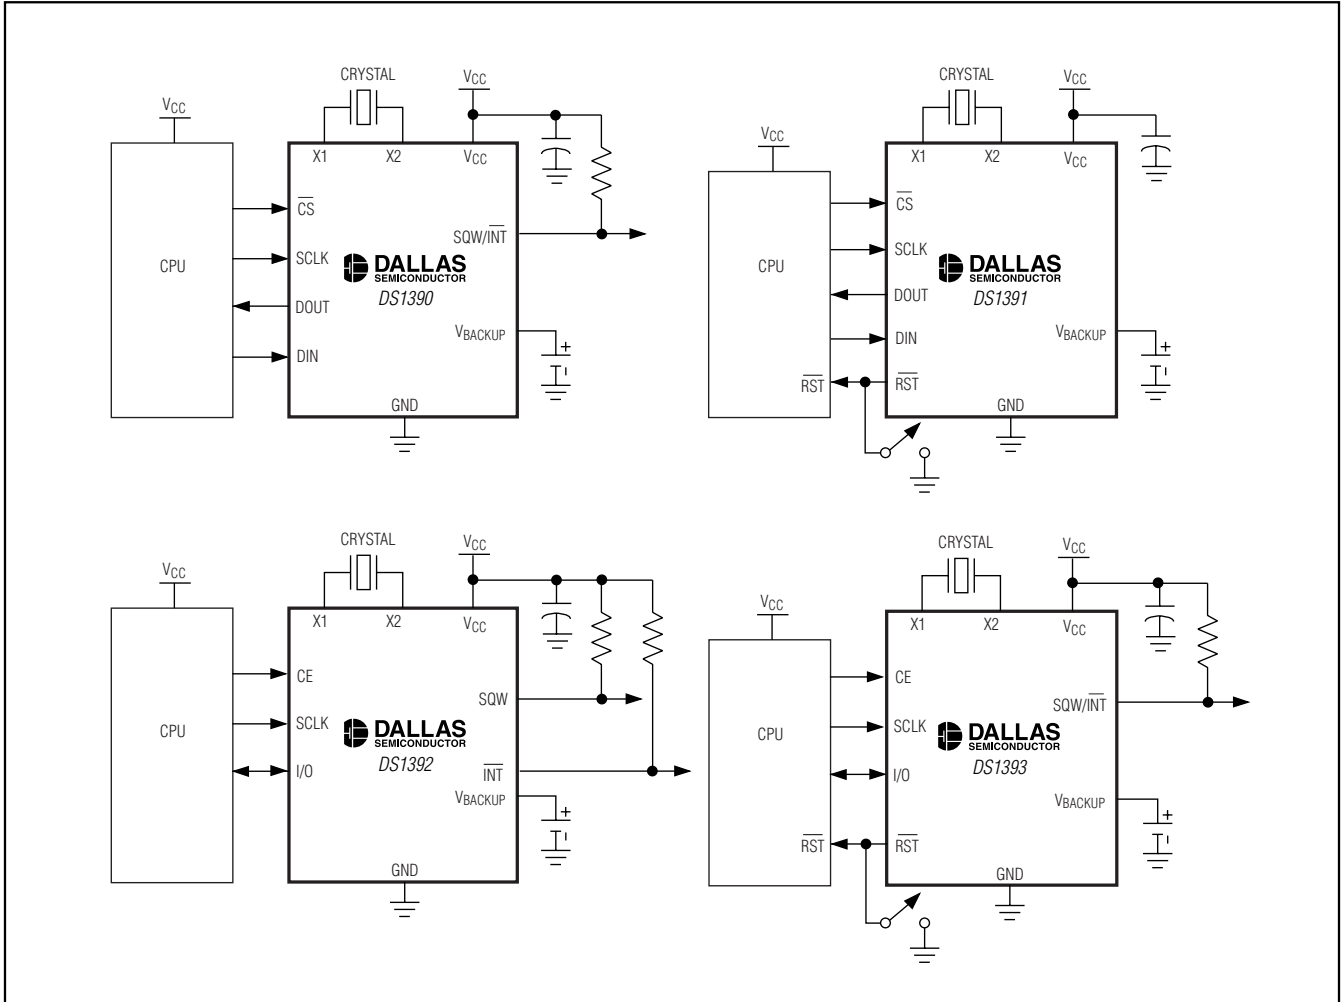 CRYSTAL
VCC
VCC
X1 X2 VCC
CS
SCLK
DOUT
DIN
CPU
SQW/INT
DALLAS
SEMICONDUCTOR
DS1390
VBACKUP
+
−
GND
CRYSTAL
VCC
VCC
X1 X2 VCC
CS
SCLK
DOUT
DIN
RST RST
CPU
DALLAS
SEMICONDUCTOR
DS1391
VBACKUP
+
−
GND
CRYSTAL
VCC
VCC
X1 X2 VCC
CE
SCLK
I/O
CPU
SQW
DALLAS
SEMICONDUCTOR
DS1392
INT
VBACKUP
+
−
GND
CRYSTAL
VCC
VCC
X1 X2 VCC
CE
SCLK
I/O
RST RST
CPU
SQW/INT
DALLAS
SEMICONDUCTOR
DS1393
VBACKUP
+
−
GND